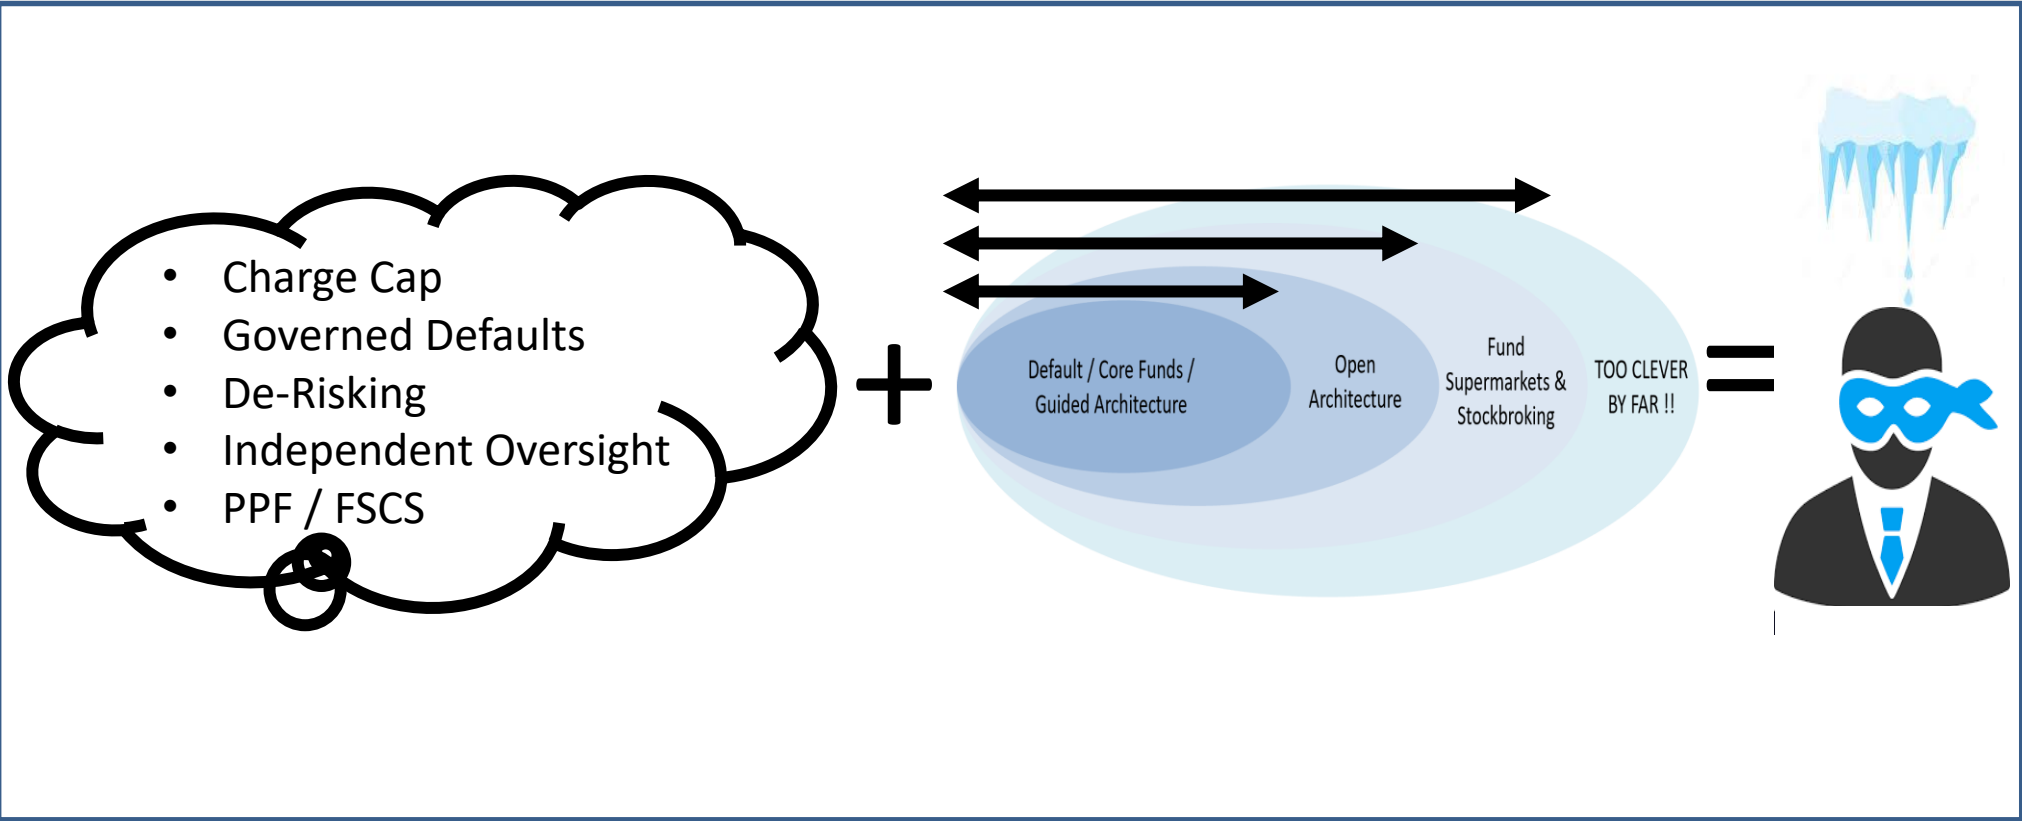 • Charge Cap
• Governed Defaults
• De-Risking
• Independent Oversight
• PPF / FSCS
+
Default / Core Funds /
Guided Architecture
Open
Architecture
Fund
Supermarkets &
Stockbroking
TOO CLEVER
BY FAR !!
=